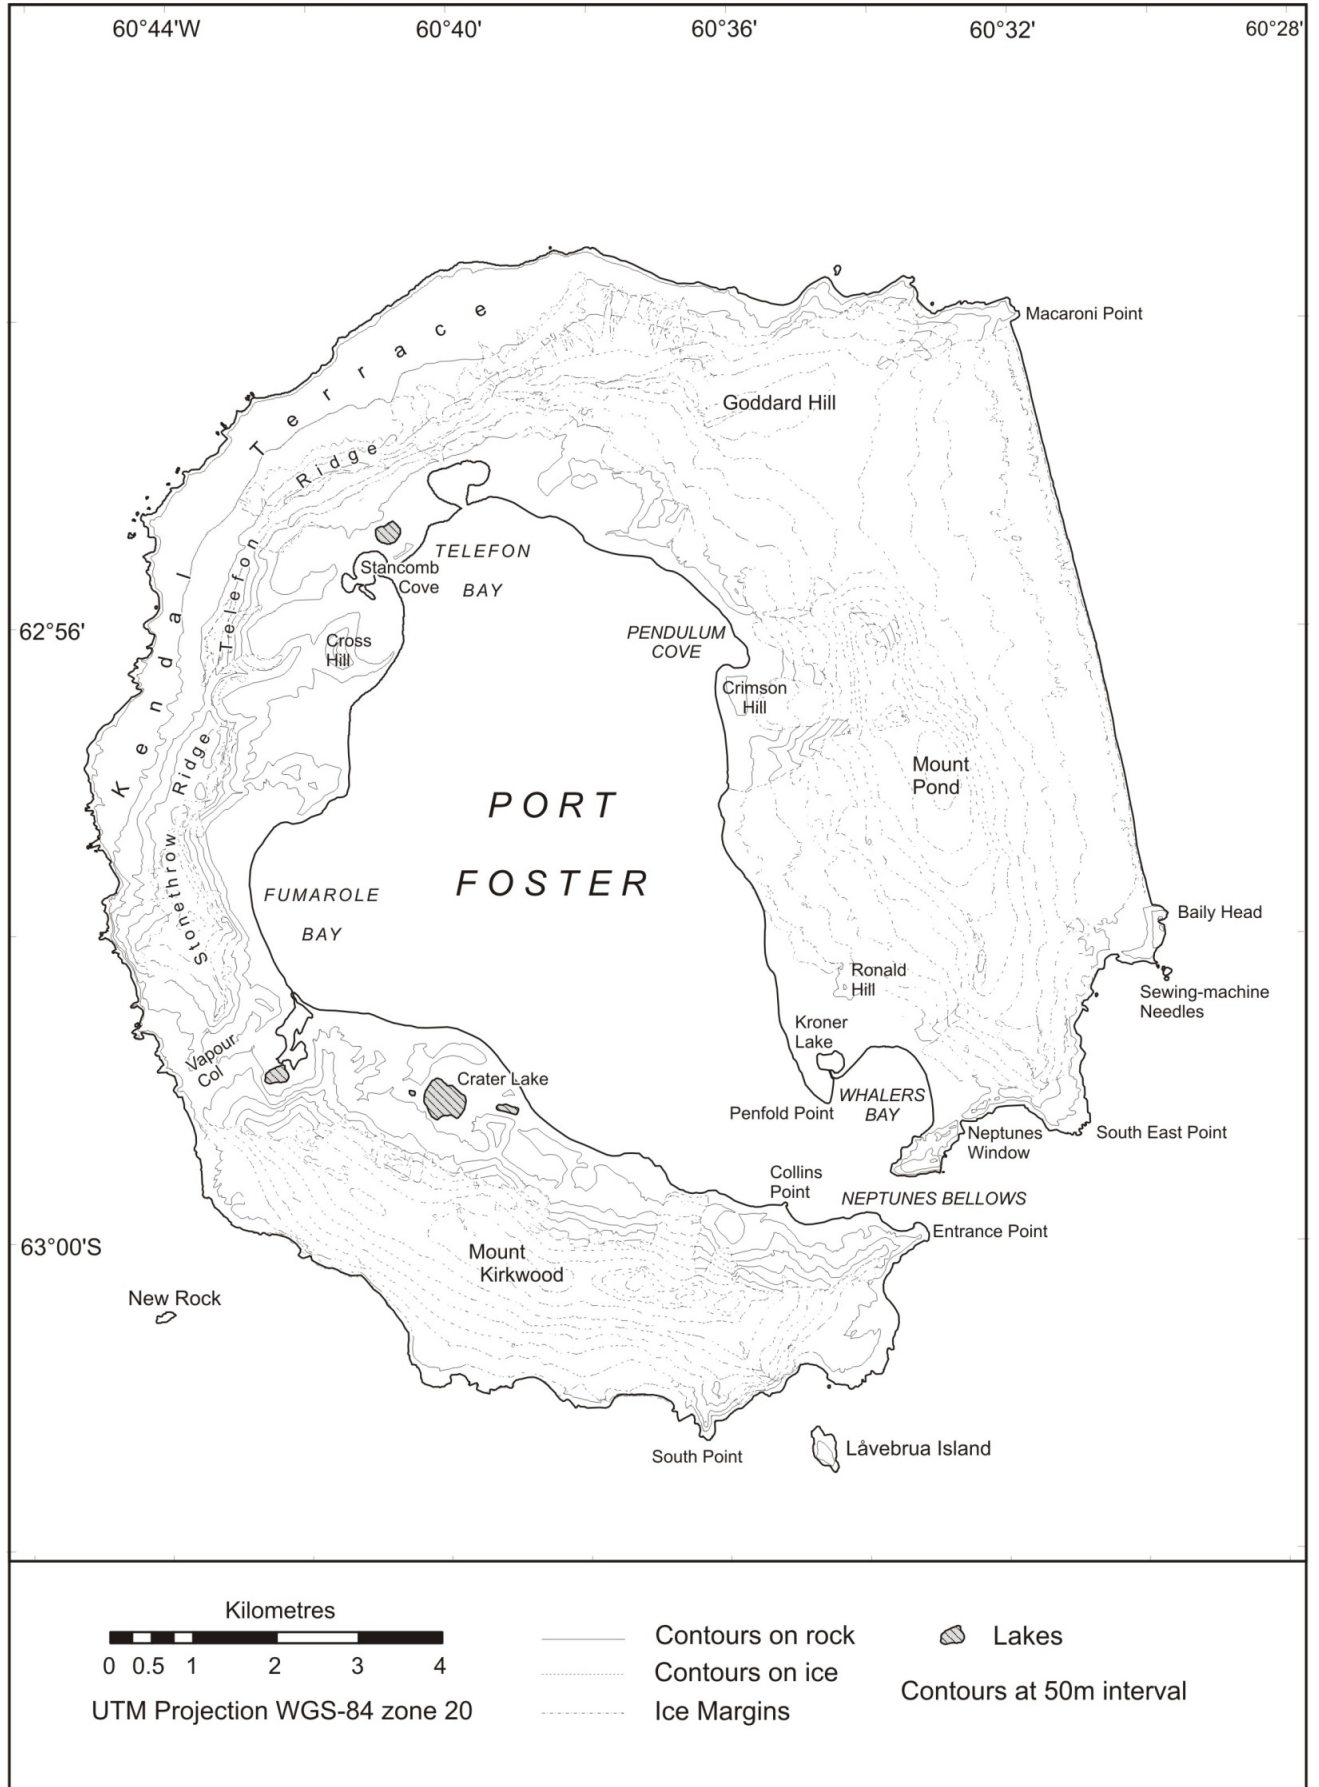 60°44'W 60°40' 60°36' 60°32' 60°28'
Macaroni Point
Kendal Terrace
Goddard Hill
Telefon Ridge
TELEFON
BAY
Stancomb
Cove
62°56'
PENDULUM
COVE
Cross
Hill
Crimson
Hill
Stonethrow Ridge
Mount
Pond
PORT
FOSTER
FUMAROLE
BAY
Baily Head
Ronald
Hill
Sewing-machine
Needles
Kroner
Lake
Vapour
Col
Crater Lake
WHALERS
BAY
Penfold Point
Neptunes
Window
South East Point
Collins
Point
NEPTUNES BELLOWS
Entrance Point
63°00'S
Mount
Kirkwood
New Rock
South Point
Låvebrua Island
Kilometres
0 0.5 1 2 3 4
UTM Projection WGS-84 zone 20
Contours on rock
Contours on ice
Ice Margins
Lakes
Contours at 50m interval